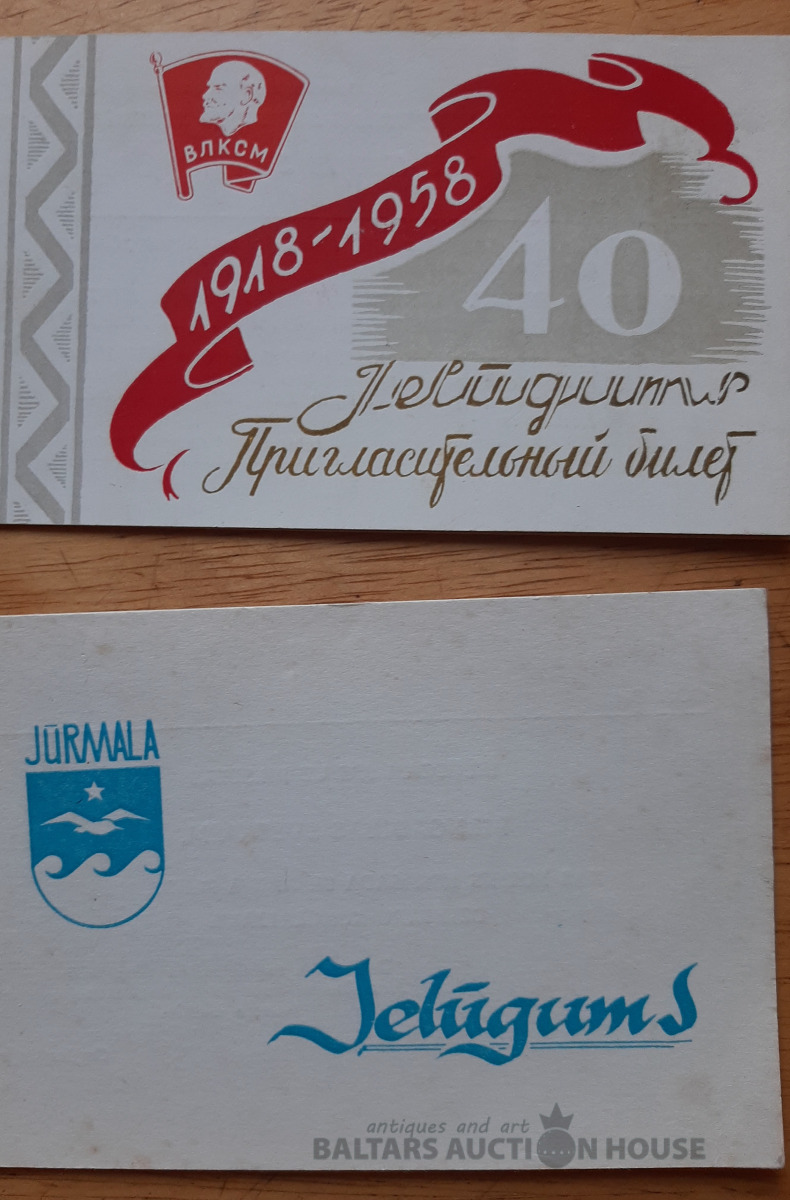 ВЛКСМ
1918-1958
40
Пригласительный билет
JŪRMALA
Ielūgums
antiques and art
BALTARS AUCTION HOUSE